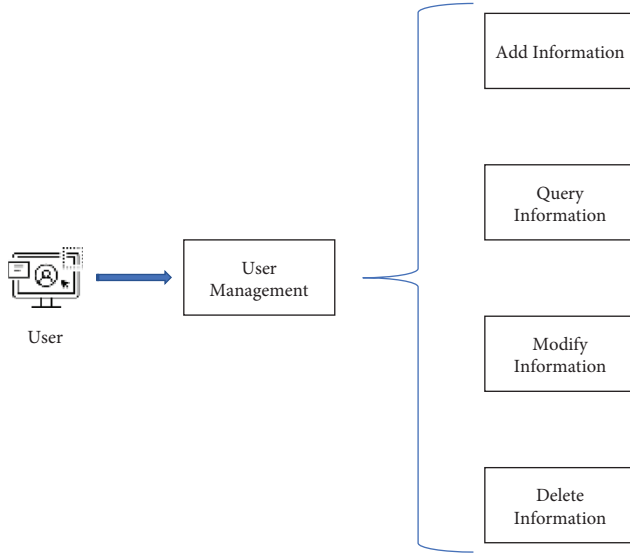 User
User
Management
Add Information
Query
Information
Modify
Information
Delete
Information